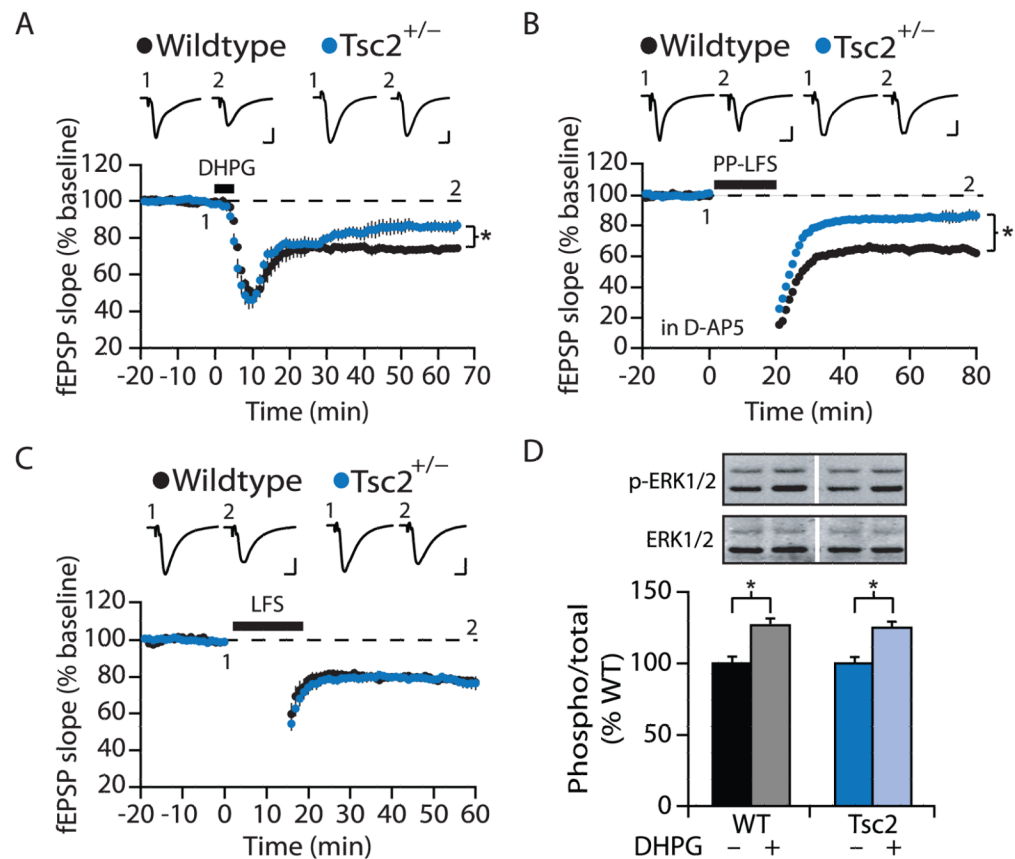 A
Wildtype Tsc2+/–
1 2
DHPG
120
100
80
60
40
20
1
2
*
fEPSP slope (% baseline)
-20 -10 0 10 20 30 40 50 60 70
Time (min)
B
Wildtype Tsc2+/–
1 2
PP-LFS
120
100
80
60
40
20
0
1
2
*
in D-AP5
fEPSP slope (% baseline)
-20 0 20 40 60 80
Time (min)
C
Wildtype Tsc2+/–
1 2 1 2
LFS
120
100
80
60
40
20
1
2
fEPSP slope (% baseline)
-20 -10 0 10 20 30 40 50 60
Time (min)
D
p-ERK1/2
ERK1/2
150
100
50
0
* *
Phospho/total
(% WT)
WT Tsc2
DHPG – + – +